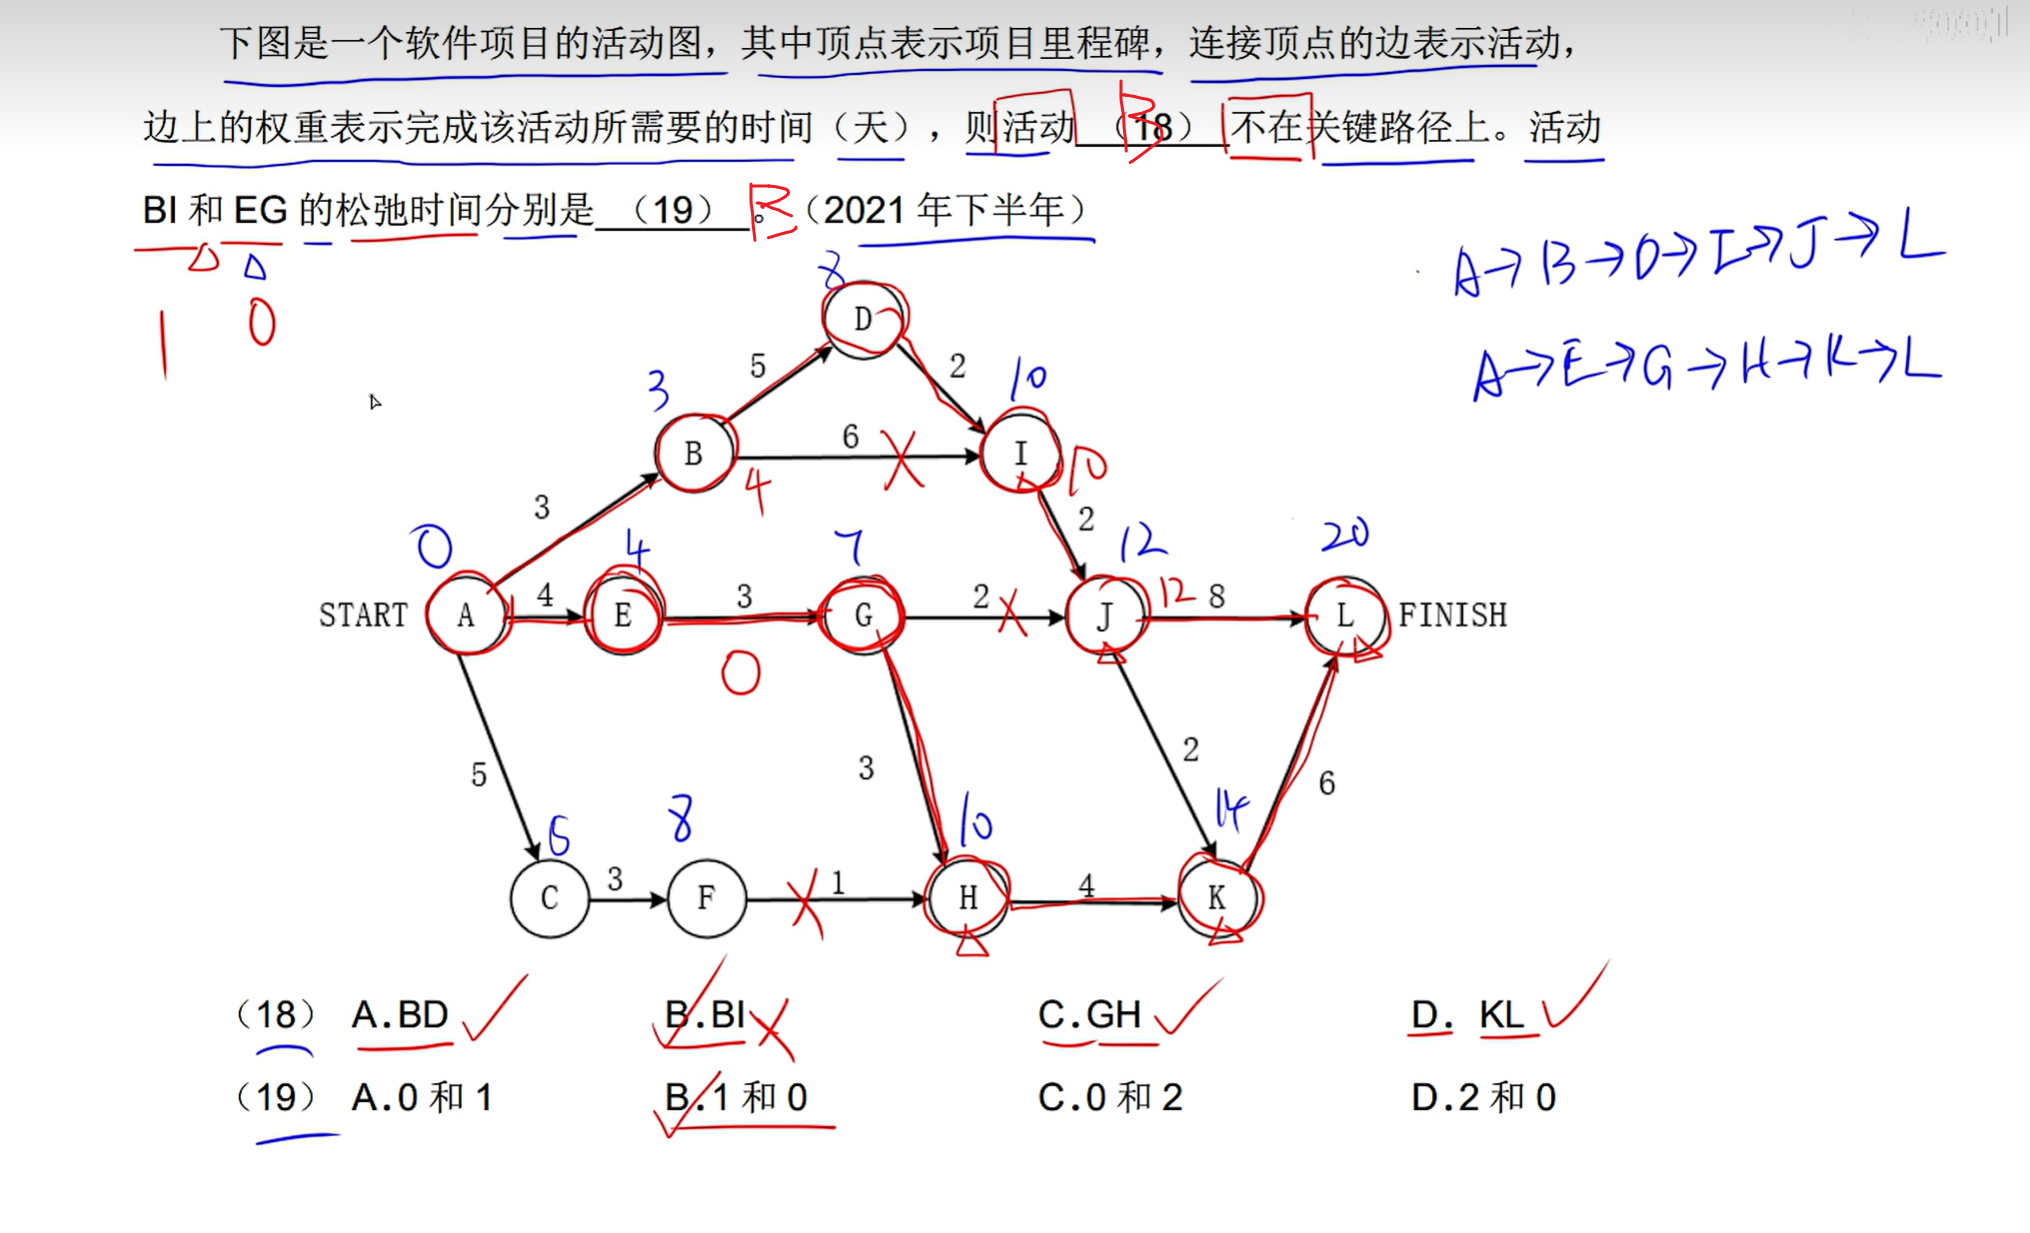 下图是一个软件项目的活动图，其中顶点表示项目里程碑，连接顶点的边表示活动，
边上的权重表示完成该活动所需要的时间（天），则活动 （18） 不在关键路径上。活动
B
BI 和 EG 的松弛时间分别是 （19） 。（2021 年下半年）
B
1 0
A→B→D→I→J→L
A→E→G→H→K→L
8
D
5 2
3 10
B 6 I
4 10
3 2
0 4 7 12 20
START A 4 E 3 G 2 J 12 8 L FINISH
0
5 3 2 6
5 8 10 14
C 3 F 1 H 4 K
（18） A.BD B.BI C.GH D. KL
（19） A.0 和 1 B.1 和 0 C.0 和 2 D.2 和 0